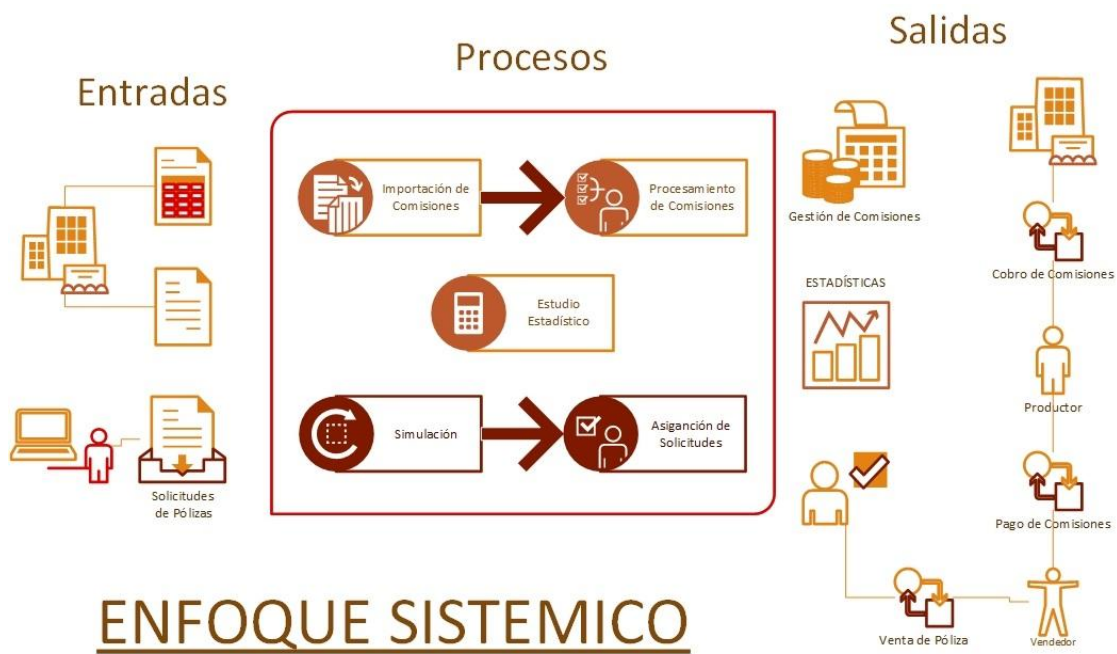 Entradas
Procesos
Salidas
Solicitudes
de Pólizas
Importación de
Comisiones
Procesamiento
de Comisiones
Estudio
Estadístico
Simulación
Asigancíón de
Solicitudes
Gestión de Comisiones
ESTADÍSTICAS
Cobro de Comisiones
Productor
Pago de Comisiones
Venta de Póliza
Vendedor
ENFOQUE SISTEMICO